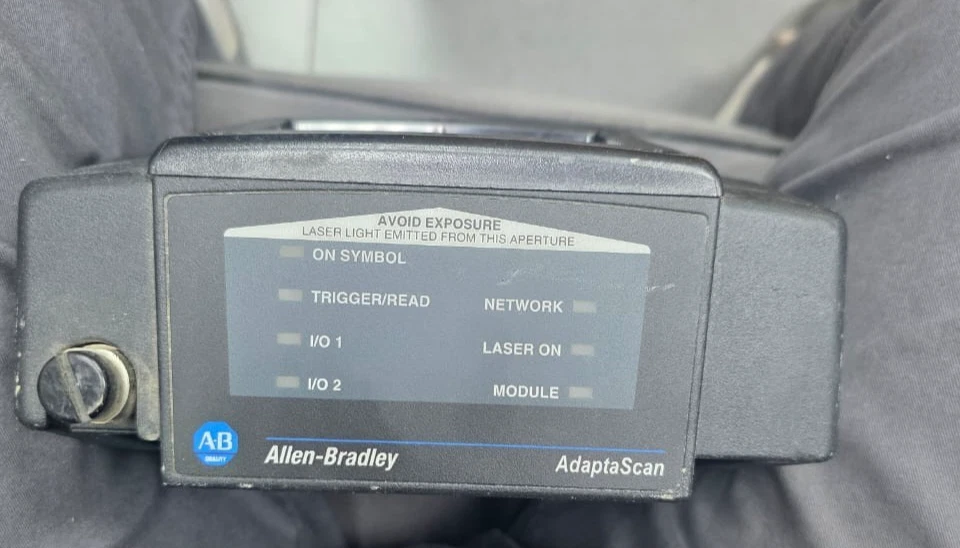 AVOID EXPOSURE
LASER LIGHT EMITTED FROM THIS APERTURE
ON SYMBOL
TRIGGER/READ
NETWORK
I/O 1
LASER ON
I/O 2
MODULE
A-B
QUALITY
Allen-Bradley
AdaptaScan